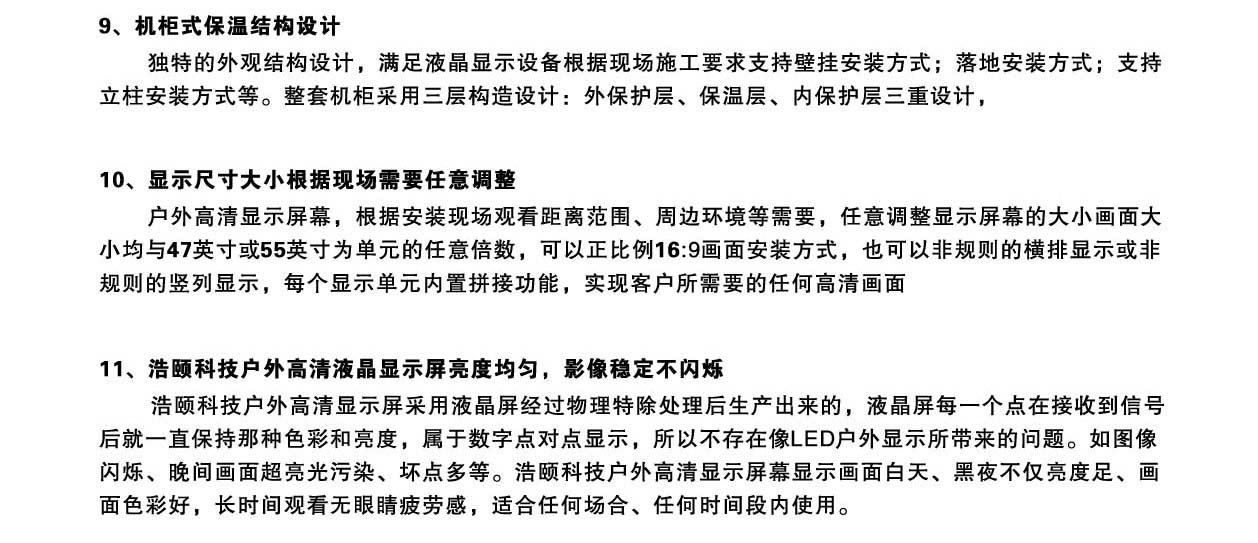 9、机柜式保温结构设计
独特的外观结构设计，满足液晶显示设备根据现场施工要求支持壁挂安装方式；落地安装方式；支持
立柱安装方式等。整套机柜采用三层构造设计：外保护层、保温层、内保护层三重设计，
10、显示尺寸大小根据现场需要任意调整
户外高清显示屏幕，根据安装现场观看距离范围、周边环境等需要，任意调整显示屏幕的大小画面大
小均与47英寸或55英寸为单元的任意倍数，可以正比例16:9画面安装方式，也可以非规则的横排显示或非
规则的竖列显示，每个显示单元内置拼接功能，实现客户所需要的任何高清画面
11、浩颐科技户外高清液晶显示屏亮度均匀，影像稳定不闪烁
浩颐科技户外高清显示屏采用液晶屏经过物理特除处理后生产出来的，液晶屏每一个点在接收到信号
后就一直保持那种色彩和亮度，属于数字点对点显示，所以不存在像LED户外显示所带来的问题。如图像
闪烁、晚间画面超亮光污染、坏点多等。浩颐科技户外高清显示屏幕显示画面白天、黑夜不仅亮度足、画
面色彩好，长时间观看无眼睛疲劳感，适合任何场合、任何时间段内使用。